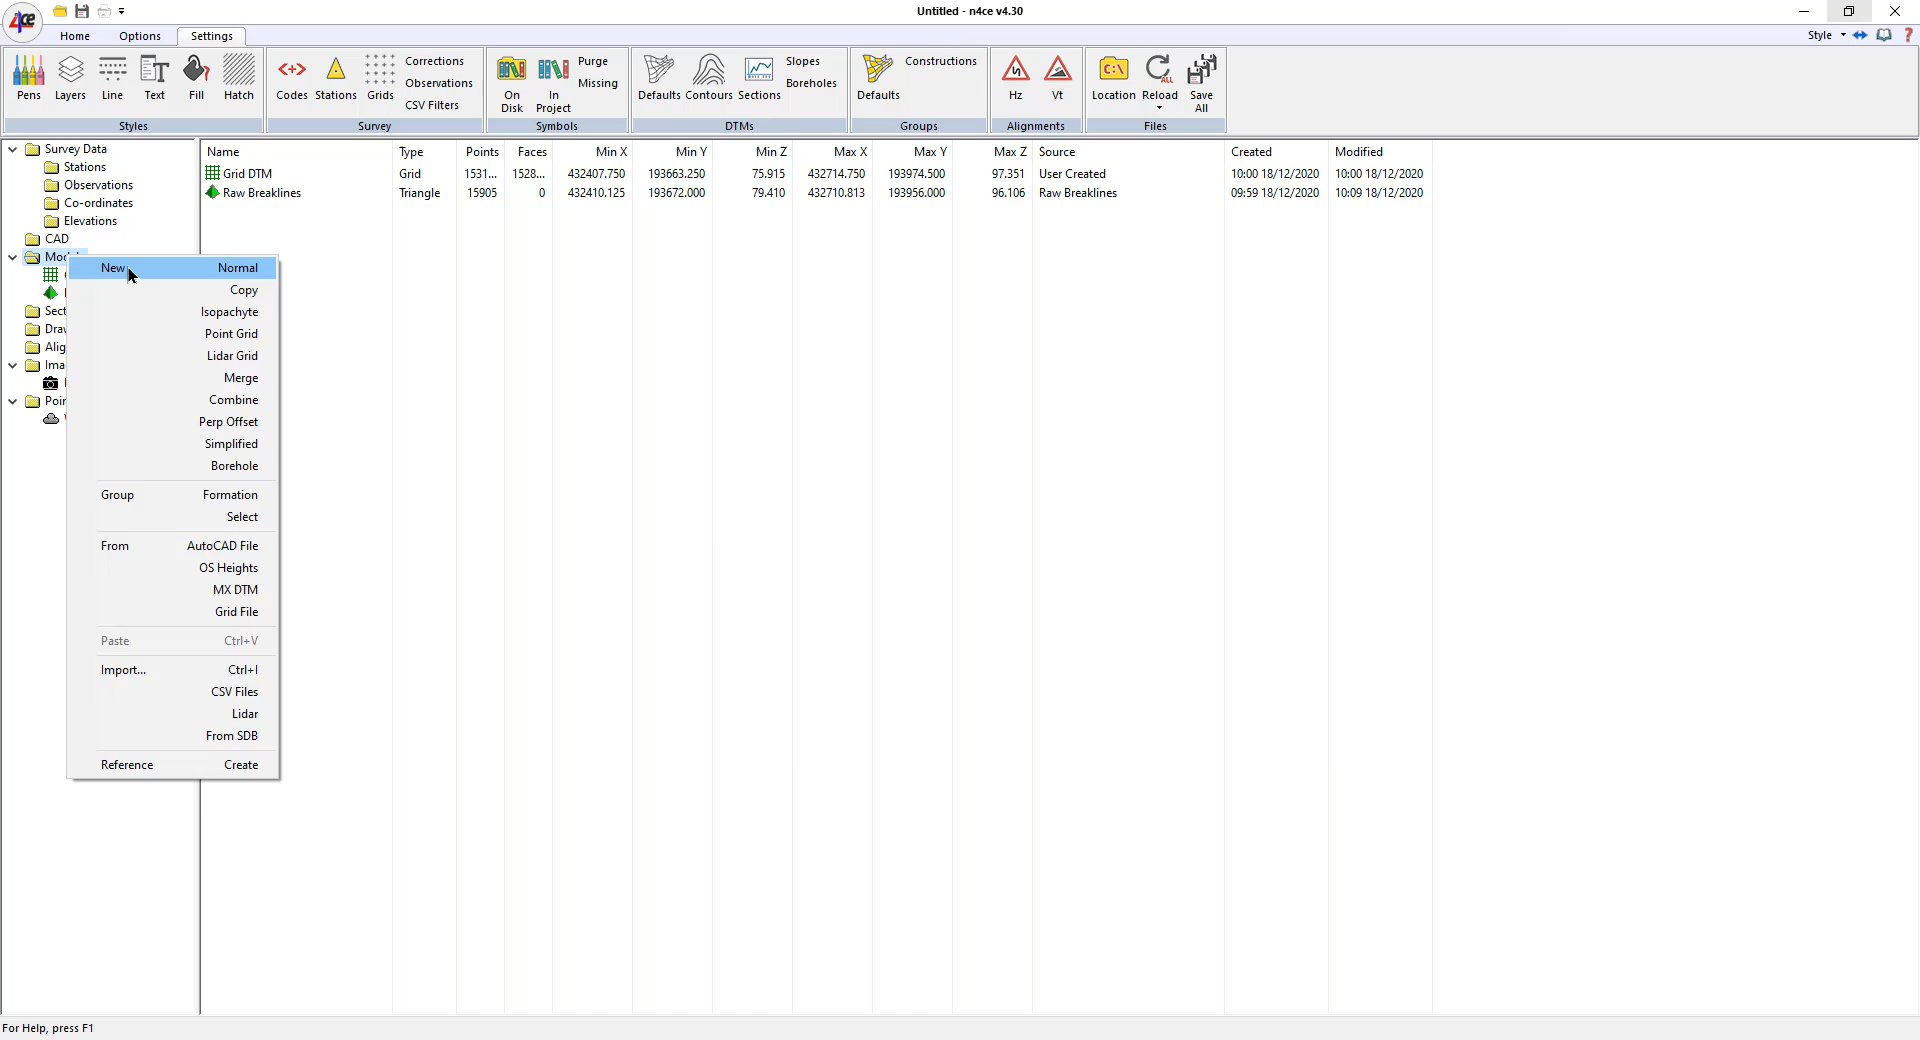 4ce
Untitled - n4ce v4.30
Home Options Settings
Style
Pens Layers Line Text Fill Hatch
Styles
Codes Stations Grids
Corrections
Observations
CSV Filters
Survey
On Disk In Project
Purge
Missing
Symbols
Defaults Contours Sections
Slopes
Boreholes
DTMs
Defaults
Constructions
Groups
Hz Vt
Alignments
C:\
ALL
Location Reload Save All
Files
Survey Data
Stations
Observations
Co-ordinates
Elevations
CAD
Sect
Draw
Alig
Ima
Poin
Name Type Points Faces Min X Min Y Min Z Max X Max Y Max Z Source Created Modified
Grid DTM Grid 1531... 1528... 432407.750 193663.250 75.915 432714.750 193974.500 97.351 User Created 10:00 18/12/2020 10:00 18/12/2020
Raw Breaklines Triangle 15905 0 432410.125 193672.000 79.410 432710.813 193956.000 96.106 Raw Breaklines 09:59 18/12/2020 10:09 18/12/2020
New Normal
Copy
Isopachyte
Point Grid
Lidar Grid
Merge
Combine
Perp Offset
Simplified
Borehole
Group Formation
Select
From AutoCAD File
OS Heights
MX DTM
Grid File
Paste Ctrl+V
Import... Ctrl+I
CSV Files
Lidar
From SDB
Reference Create
For Help, press F1